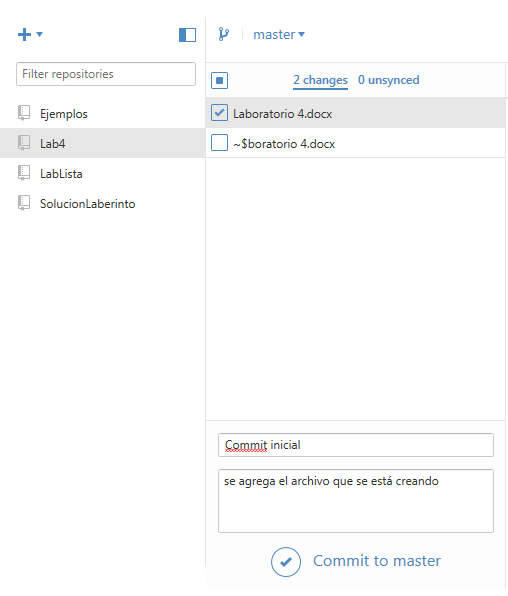 master
Filter repositories
2 changes 0 unsynced
Ejemplos
Laboratorio 4.docx
Lab4
~$boratorio 4.docx
LabLista
SolucionLaberinto
Commit inicial
se agrega el archivo que se está creando
Commit to master